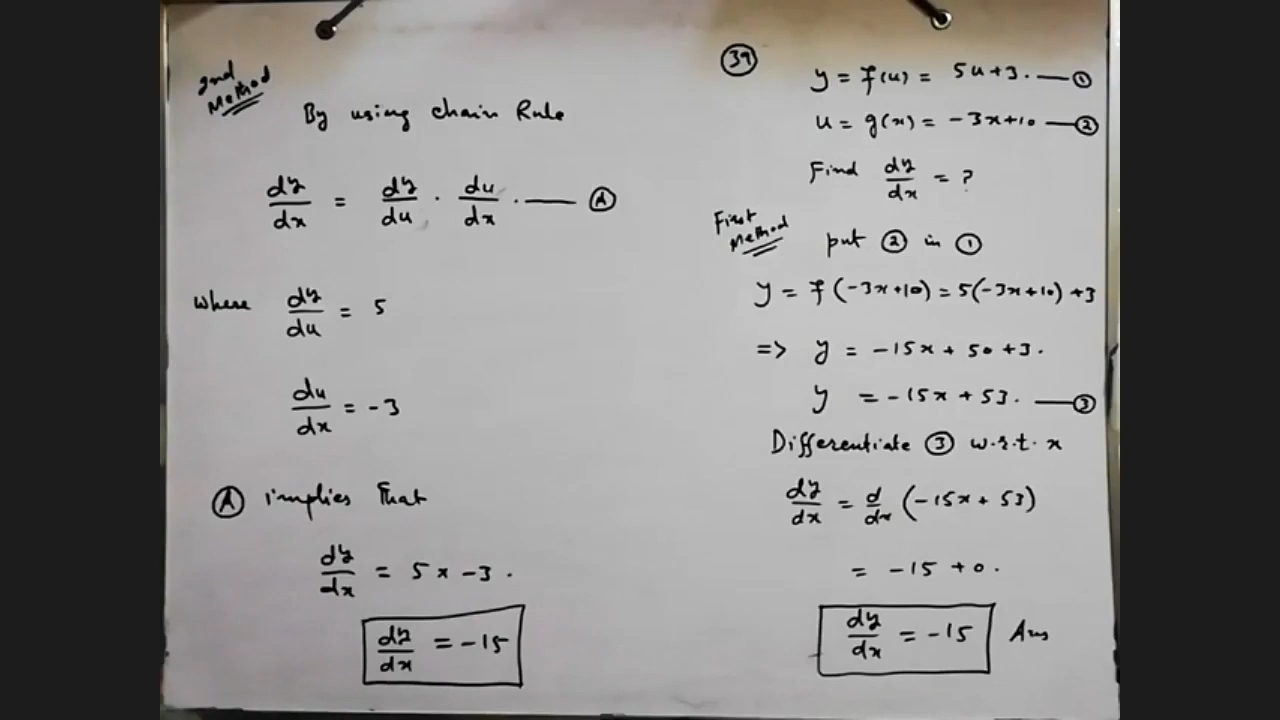 2nd Method
By using chain Rule
dy/dx = dy/du · du/dx . — Ⓐ
where dy/du = 5
du/dx = -3
Ⓐ implies that
dy/dx = 5 x -3 .
dy/dx = -15
㊴
y = f(u) = 5u+3. — ①
u = g(x) = -3x+10 — ②
Find dy/dx = ?
First Method
put ② in ①
y = f(-3x+10) = 5(-3x+10)+3
=> y = -15x + 50 +3.
y = -15x + 53. — ③
Differentiate ③ w.r.t. x
dy/dx = d/dx (-15x + 53)
= -15 +0.
dy/dx = -15 Ans